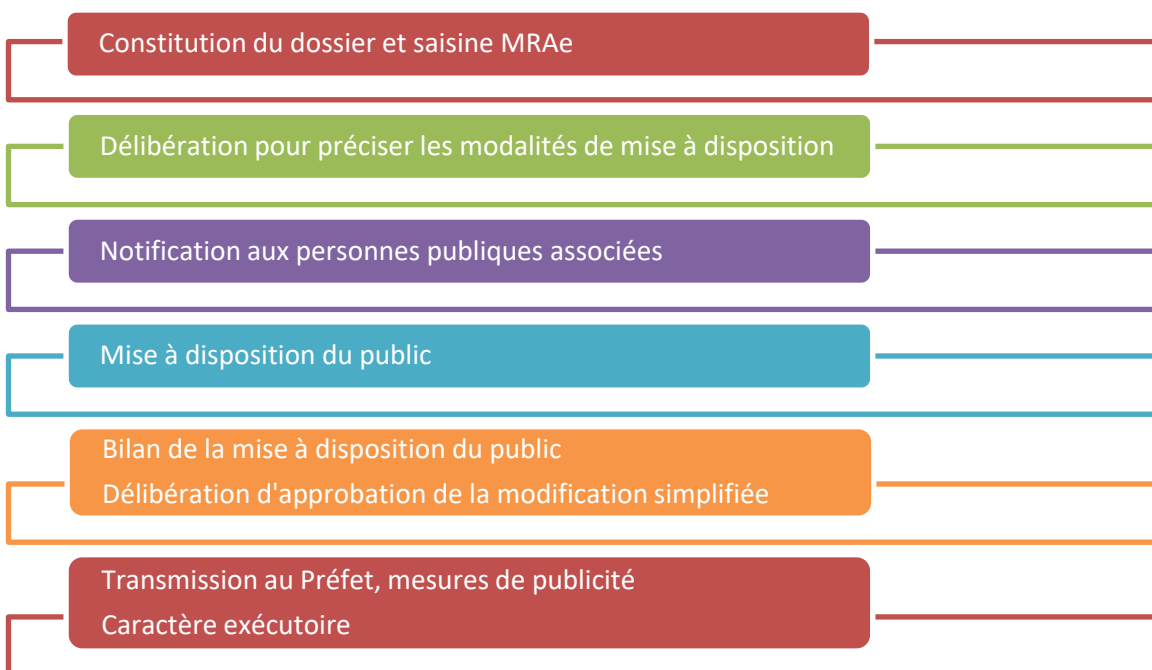 Constitution du dossier et saisine MRAe
Délibération pour préciser les modalités de mise à disposition
Notification aux personnes publiques associées
Mise à disposition du public
Bilan de la mise à disposition du public
Délibération d'approbation de la modification simplifiée
Transmission au Préfet, mesures de publicité
Caractère exécutoire